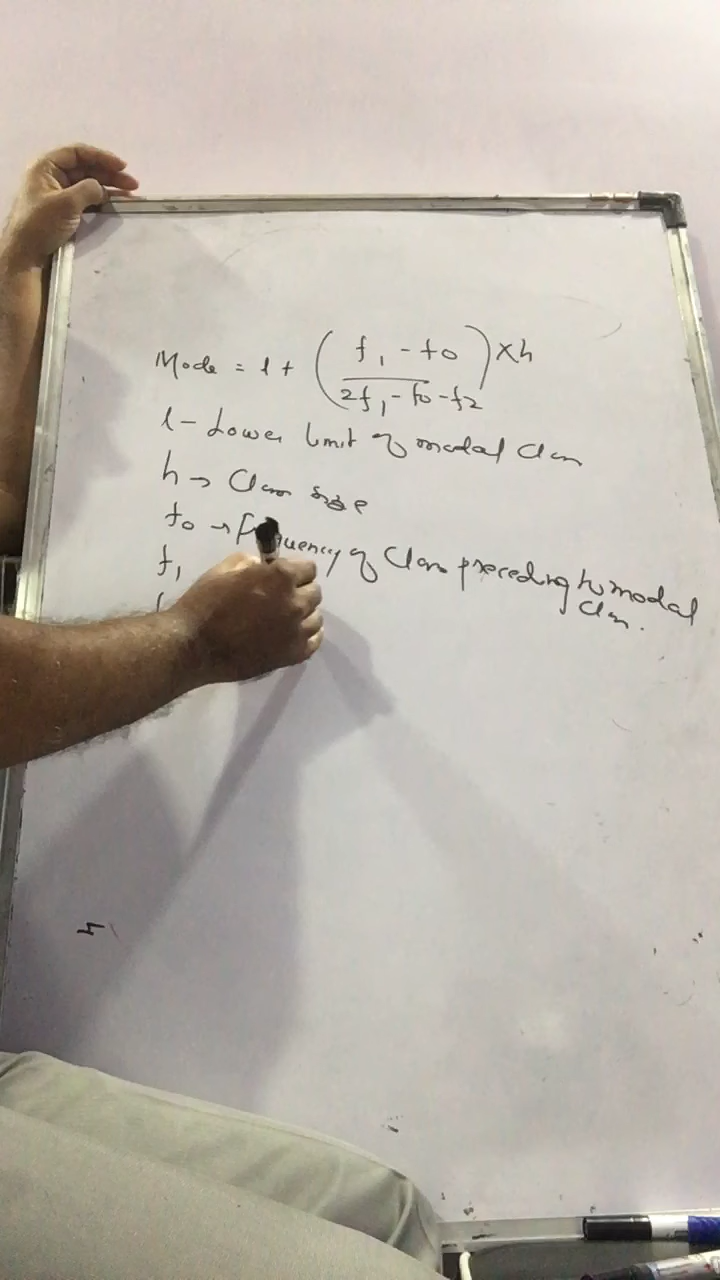 Mode = l + ( f1 - f0 / 2f1 - f0 - f2 ) × h
l - Lower limit of modal class
h → Class size
f0 → frequency of class preceding to modal class.
f1